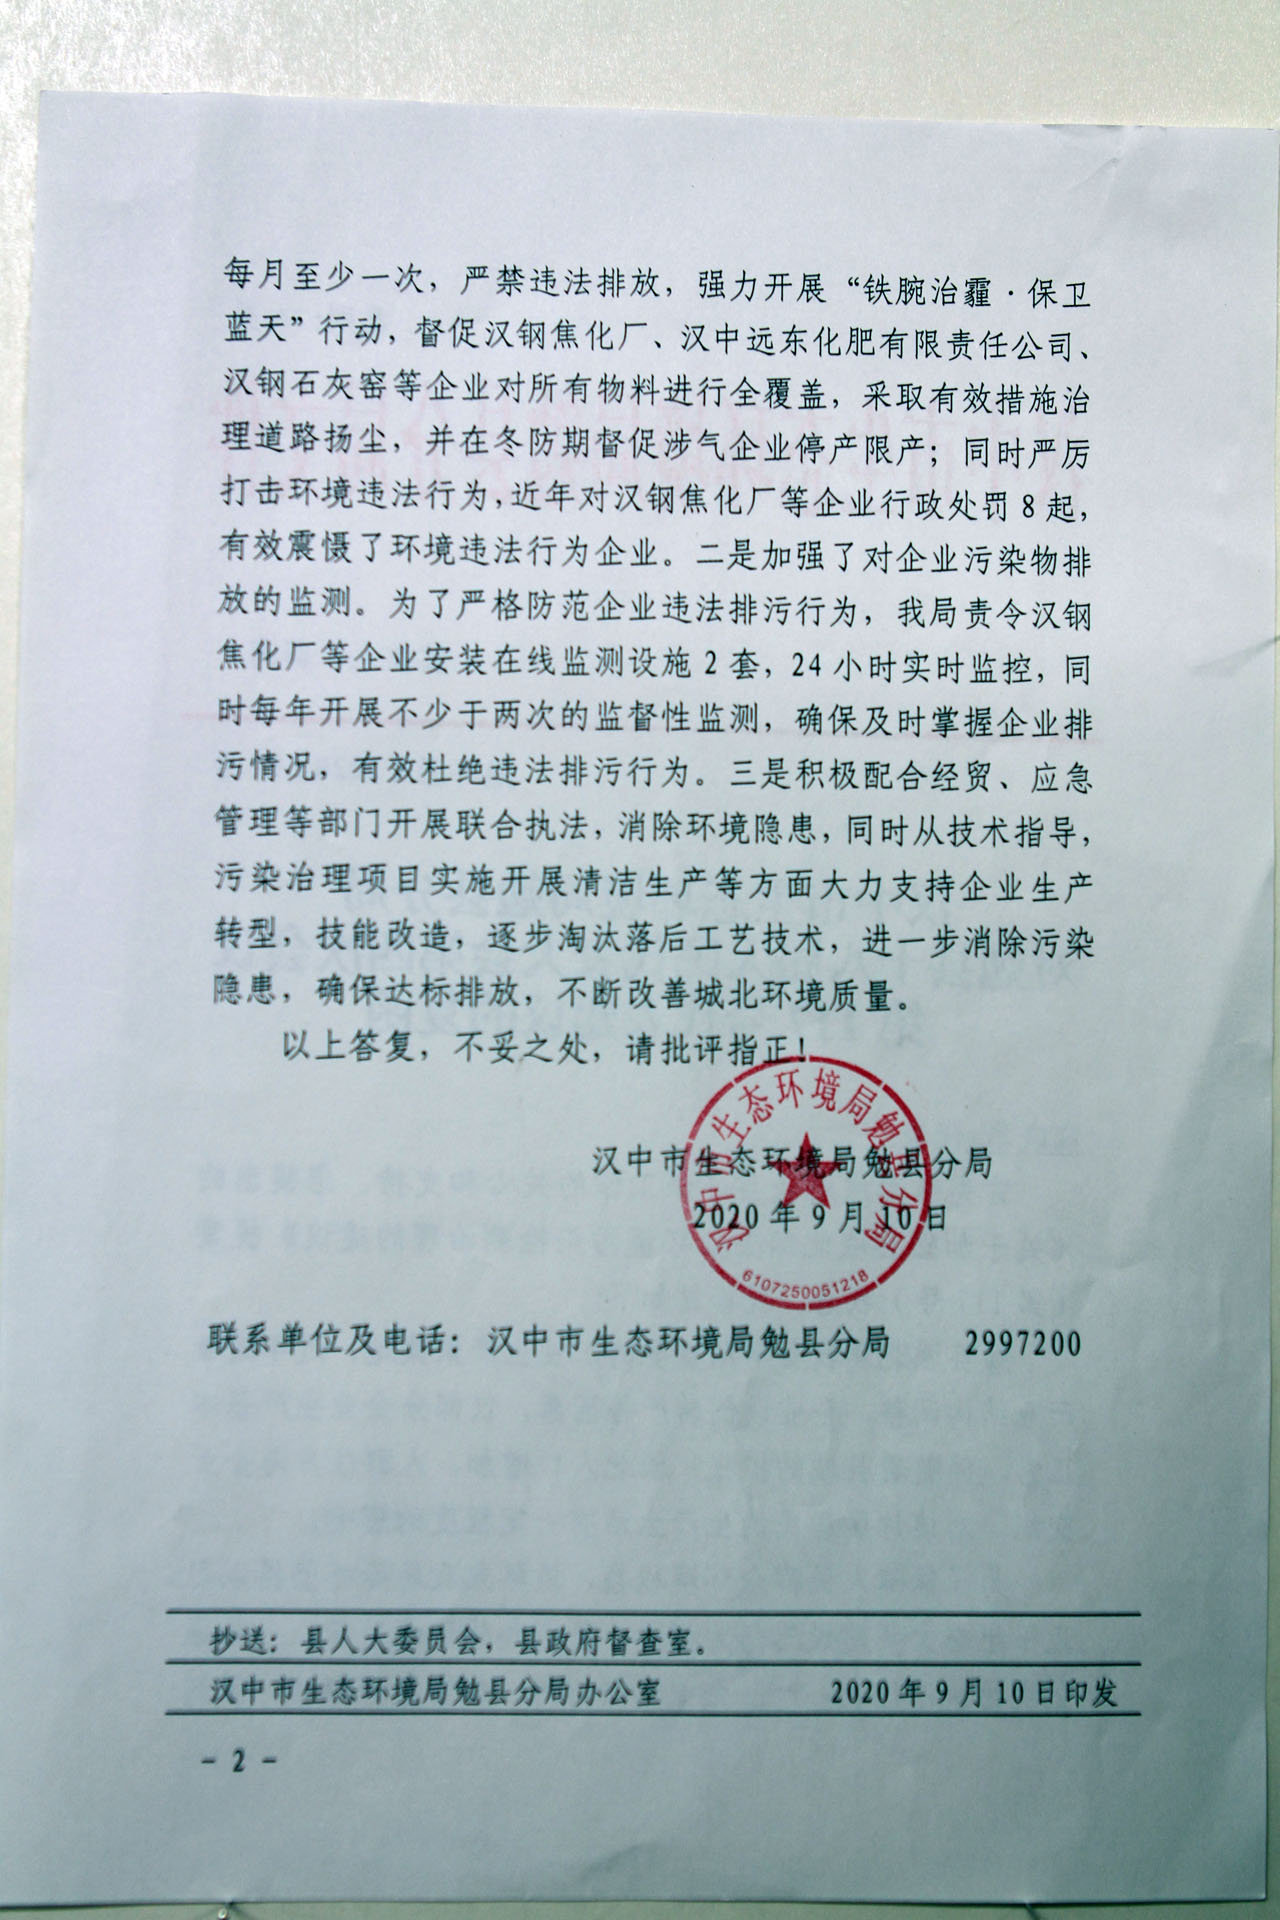 每月至少一次，严禁违法排放，强力开展“铁腕治霾·保卫
蓝天”行动，督促汉钢焦化厂、汉中远东化肥有限责任公司、
汉钢石灰窑等企业对所有物料进行全覆盖，采取有效措施治
理道路扬尘，并在冬防期督促涉气企业停产限产；同时严厉
打击环境违法行为，近年对汉钢焦化厂等企业行政处罚8起，
有效震慑了环境违法行为企业。二是加强了对企业污染物排
放的监测。为了严格防范企业违法排污行为，我局责令汉钢
焦化厂等企业安装在线监测设施2套，24小时实时监控，同
时每年开展不少于两次的监督性监测，确保及时掌握企业排
污情况，有效杜绝违法排污行为。三是积极配合经贸、应急
管理等部门开展联合执法，消除环境隐患，同时从技术指导，
污染治理项目实施开展清洁生产等方面大力支持企业生产
转型，技能改造，逐步淘汰落后工艺技术，进一步消除污染
隐患，确保达标排放，不断改善城北环境质量。
以上答复，不妥之处，请批评指正！
汉中市生态环境局勉县分局
汉中市生态环境局勉县分局
2020年9月10日
6107250051218
联系单位及电话：汉中市生态环境局勉县分局 2997200
抄送：县人大委员会，县政府督查室。
汉中市生态环境局勉县分局办公室 2020年9月10日印发
- 2 -